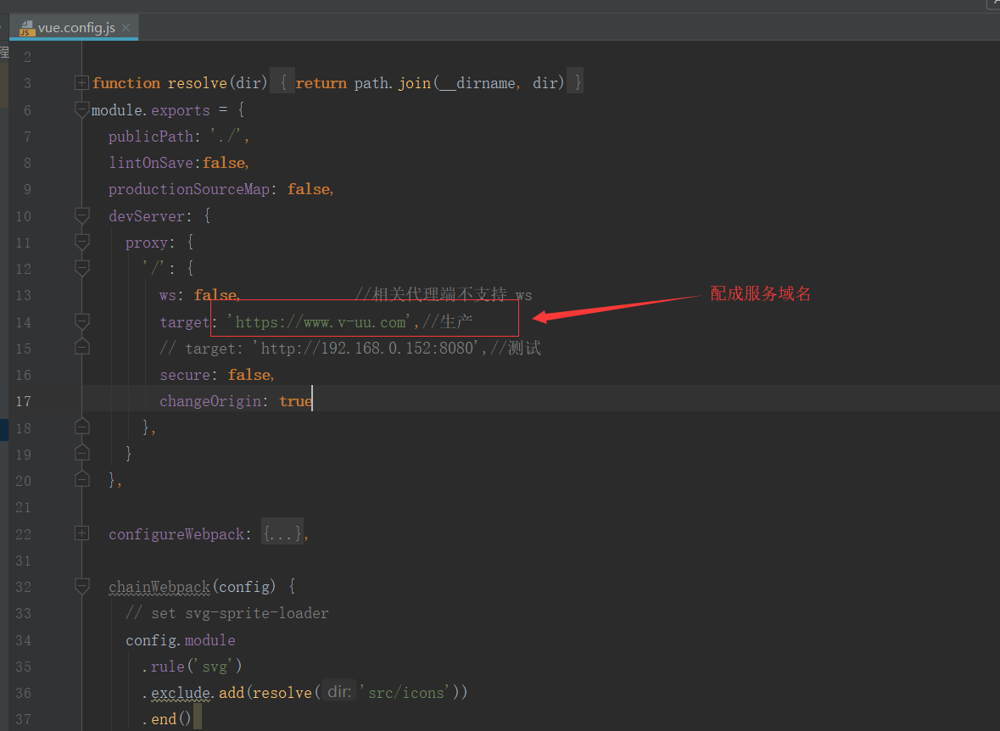 JS vue.config.js ×
程
2
3 function resolve(dir) { return path.join(__dirname, dir) }
6 module.exports = {
7 publicPath: './',
8 lintOnSave:false,
9 productionSourceMap: false,
10 devServer: {
11 proxy: {
12 '/': {
13 ws: false, //相关代理端不支持 ws
配成服务域名
14 target: 'https://www.v-uu.com',//生产
15 // target: 'http://192.168.0.152:8080',//测试
16 secure: false,
17 changeOrigin: true
18 },
19 }
20 },
21
22 configureWebpack: {...},
31
32 chainWebpack(config) {
33 // set svg-sprite-loader
34 config.module
35 .rule('svg')
36 .exclude.add(resolve( dir: 'src/icons'))
37 .end()